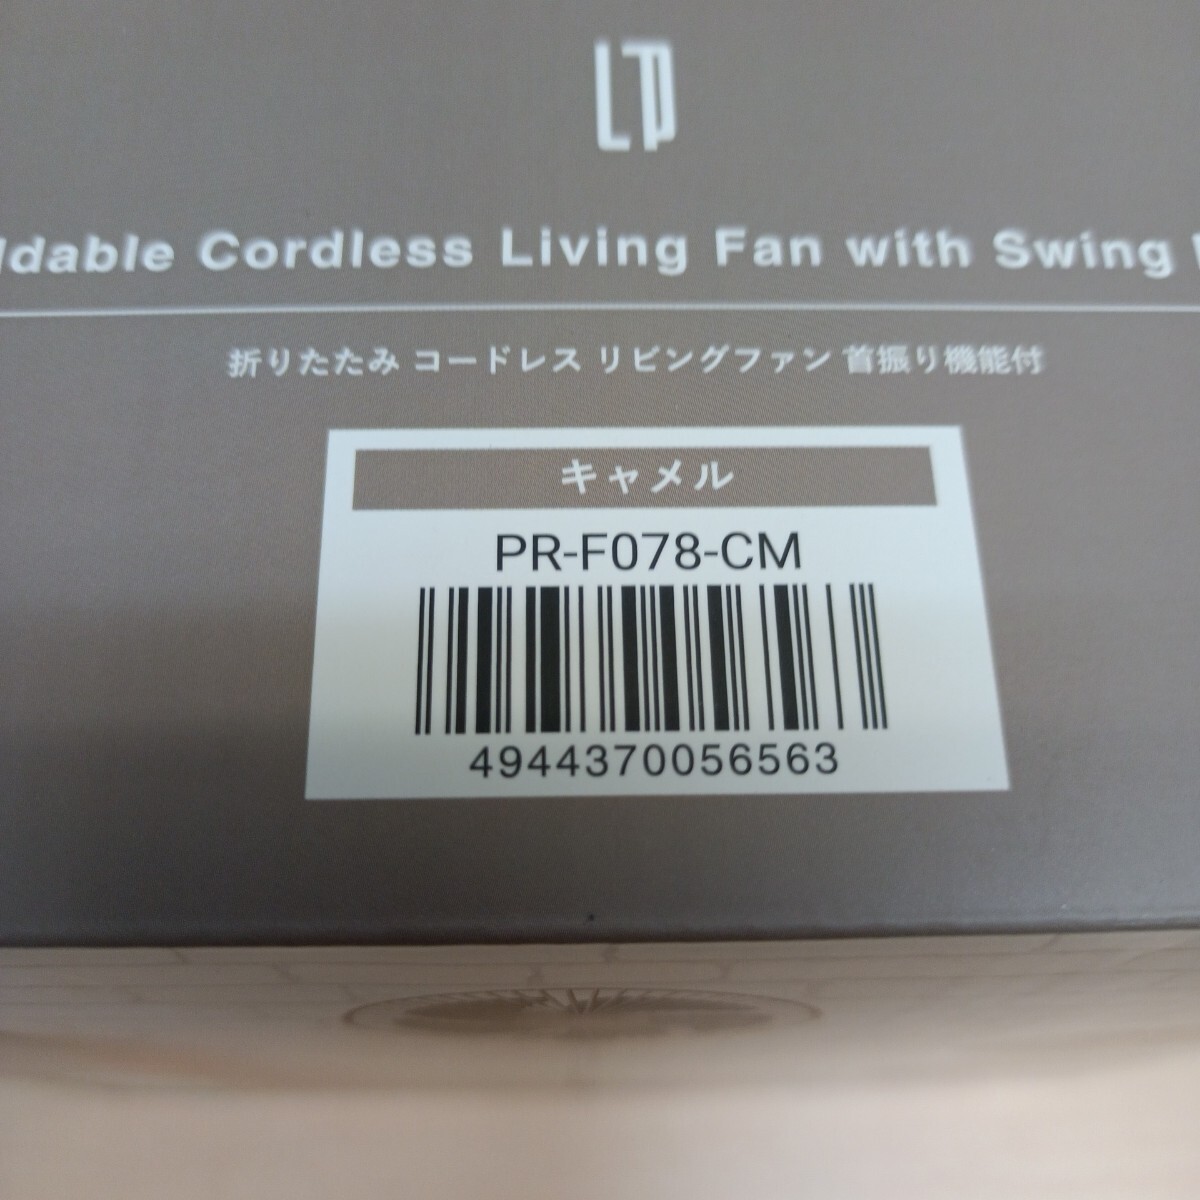 LTP
ldable Cordless Living Fan with Swing
折りたたみ コードレス リビングファン 首振り機能付
キャメル
PR-F078-CM
4944370056563